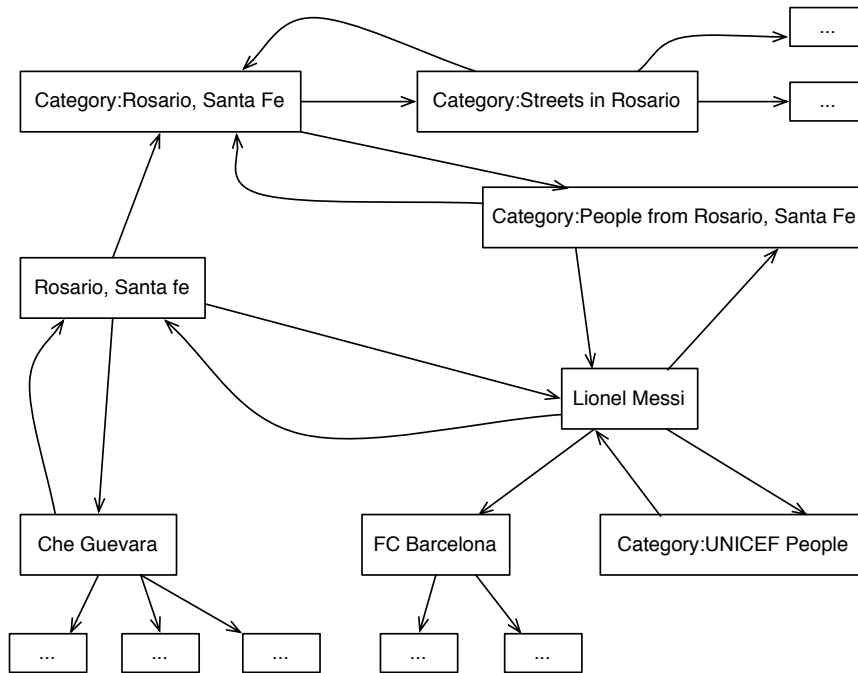 ...
Category:Rosario, Santa Fe
Category:Streets in Rosario
...
Category:People from Rosario, Santa Fe
Rosario, Santa fe
Lionel Messi
Che Guevara
FC Barcelona
Category:UNICEF People
...
...
...
...
...